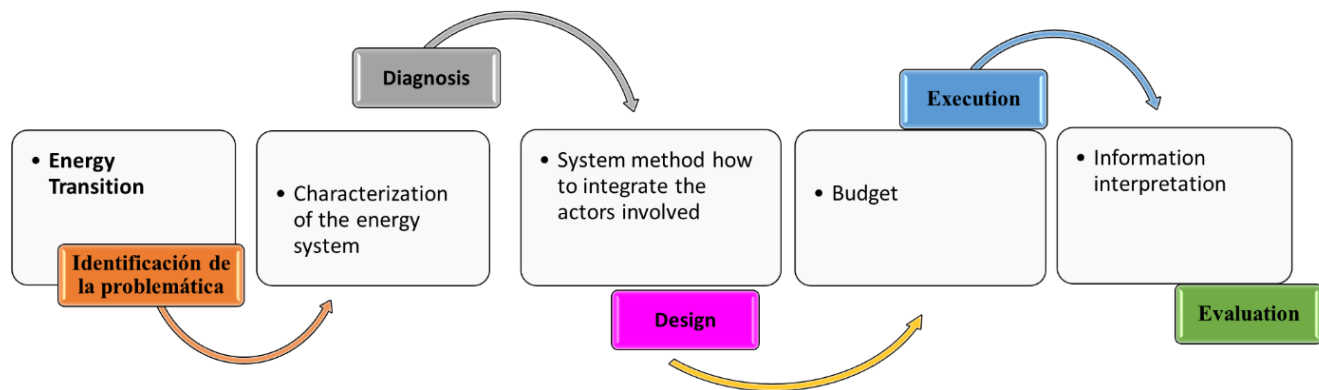 • Energy
Transition
Identificación de
la problemática
Diagnosis
• Characterization
of the energy
system
• System method how
to integrate the
actors involved
Design
Execution
• Budget
• Information
interpretation
Evaluation